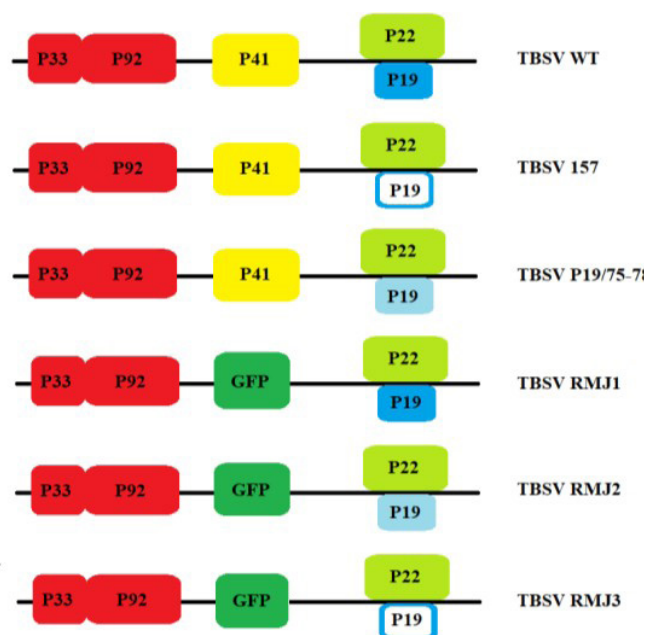 P22
P33 P92 P41 TBSV WT
P19
P22
P33 P92 P41 TBSV 157
P19
P22
P33 P92 P41 TBSV P19/75-78
P19
P22
P33 P92 GFP TBSV RMJ1
P19
P22
P33 P92 GFP TBSV RMJ2
P19
P22
P33 P92 GFP TBSV RMJ3
P19